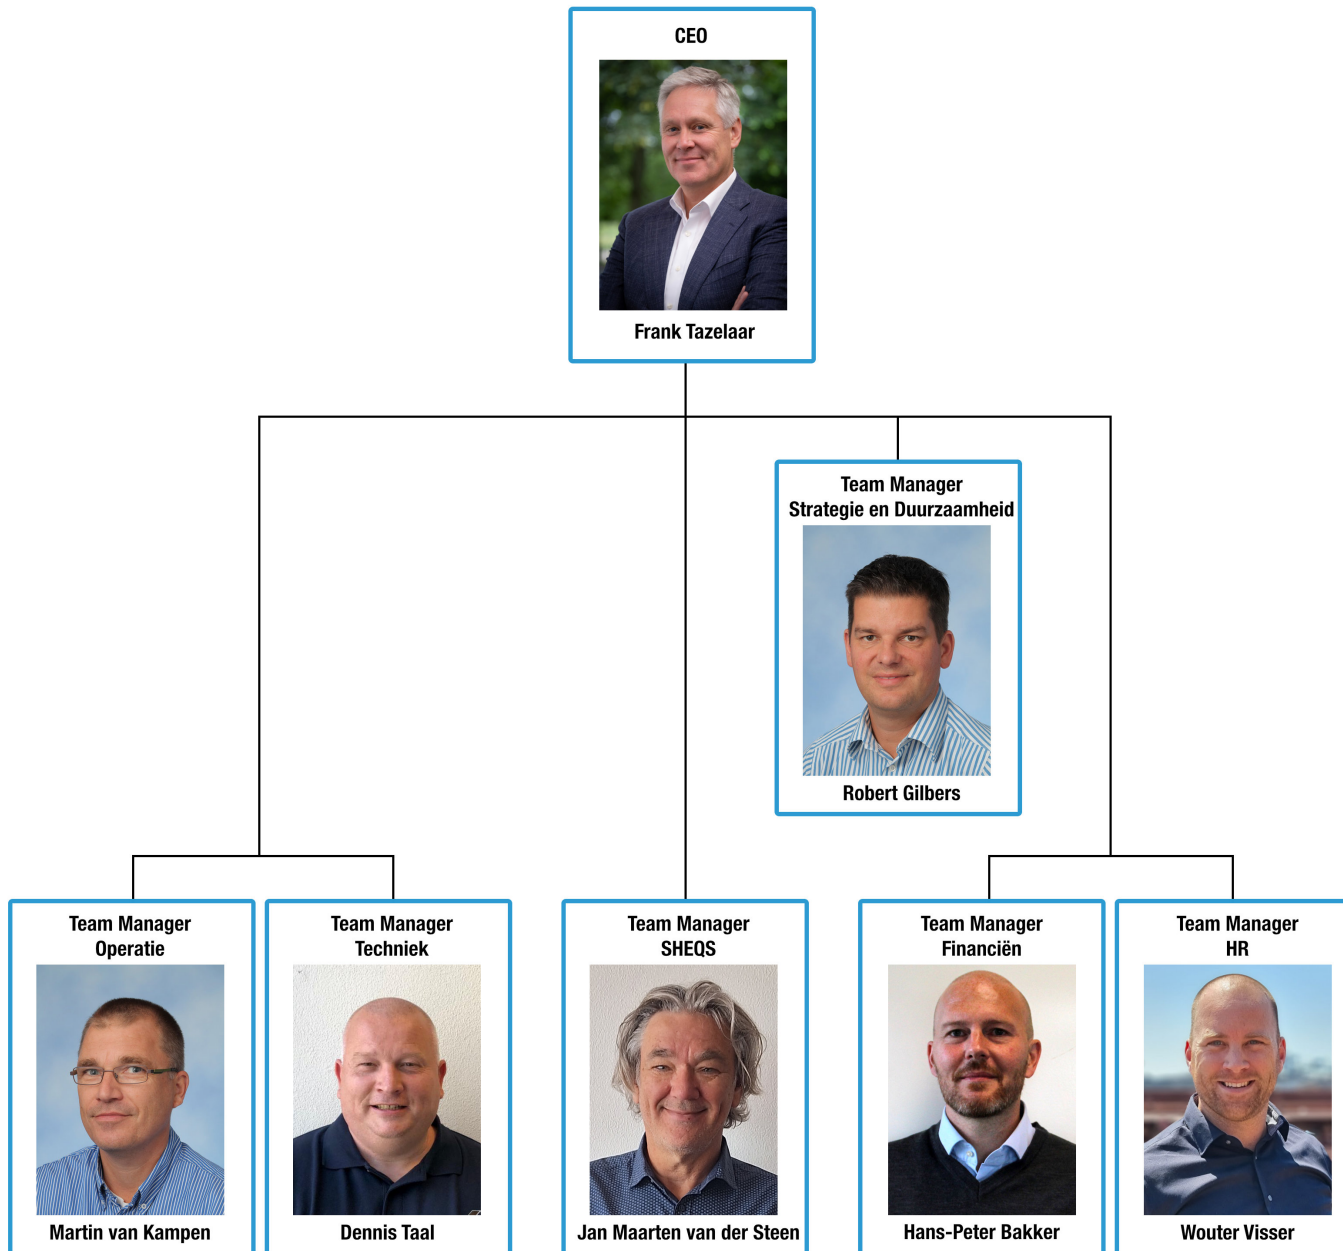 CEO
Frank Tazelaar
Team Manager
Strategie en Duurzaamheid
Robert Gilbers
Team Manager
Operatie
Martin van Kampen
Team Manager
Techniek
Dennis Taal
Team Manager
SHEQS
Jan Maarten van der Steen
Team Manager
Financiën
Hans-Peter Bakker
Team Manager
HR
Wouter Visser